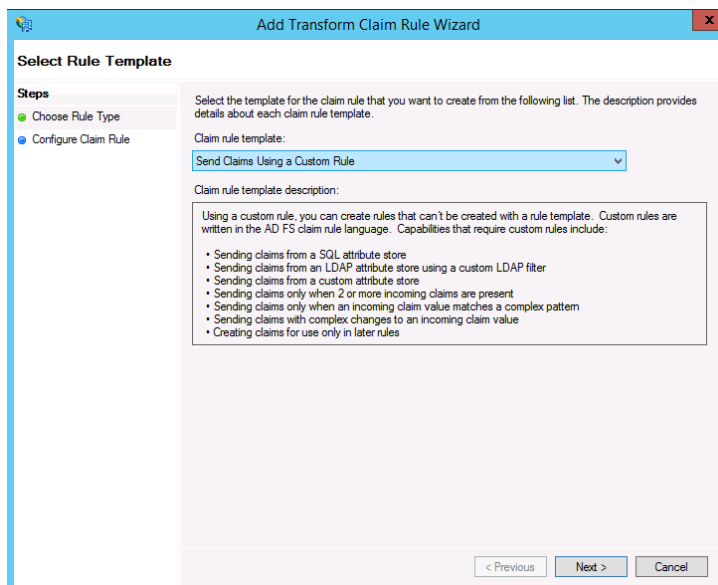 Add Transform Claim Rule Wizard
x
Select Rule Template
Steps
Choose Rule Type
Configure Claim Rule
Select the template for the claim rule that you want to create from the following list. The description provides
details about each claim rule template.
Claim rule template:
Send Claims Using a Custom Rule
Claim rule template description:
Using a custom rule, you can create rules that can't be created with a rule template. Custom rules are
written in the AD FS claim rule language. Capabilities that require custom rules include:
• Sending claims from a SQL attribute store
• Sending claims from an LDAP attribute store using a custom LDAP filter
• Sending claims from a custom attribute store
• Sending claims only when 2 or more incoming claims are present
• Sending claims only when an incoming claim value matches a complex pattern
• Sending claims with complex changes to an incoming claim value
• Creating claims for use only in later rules
< Previous
Next >
Cancel